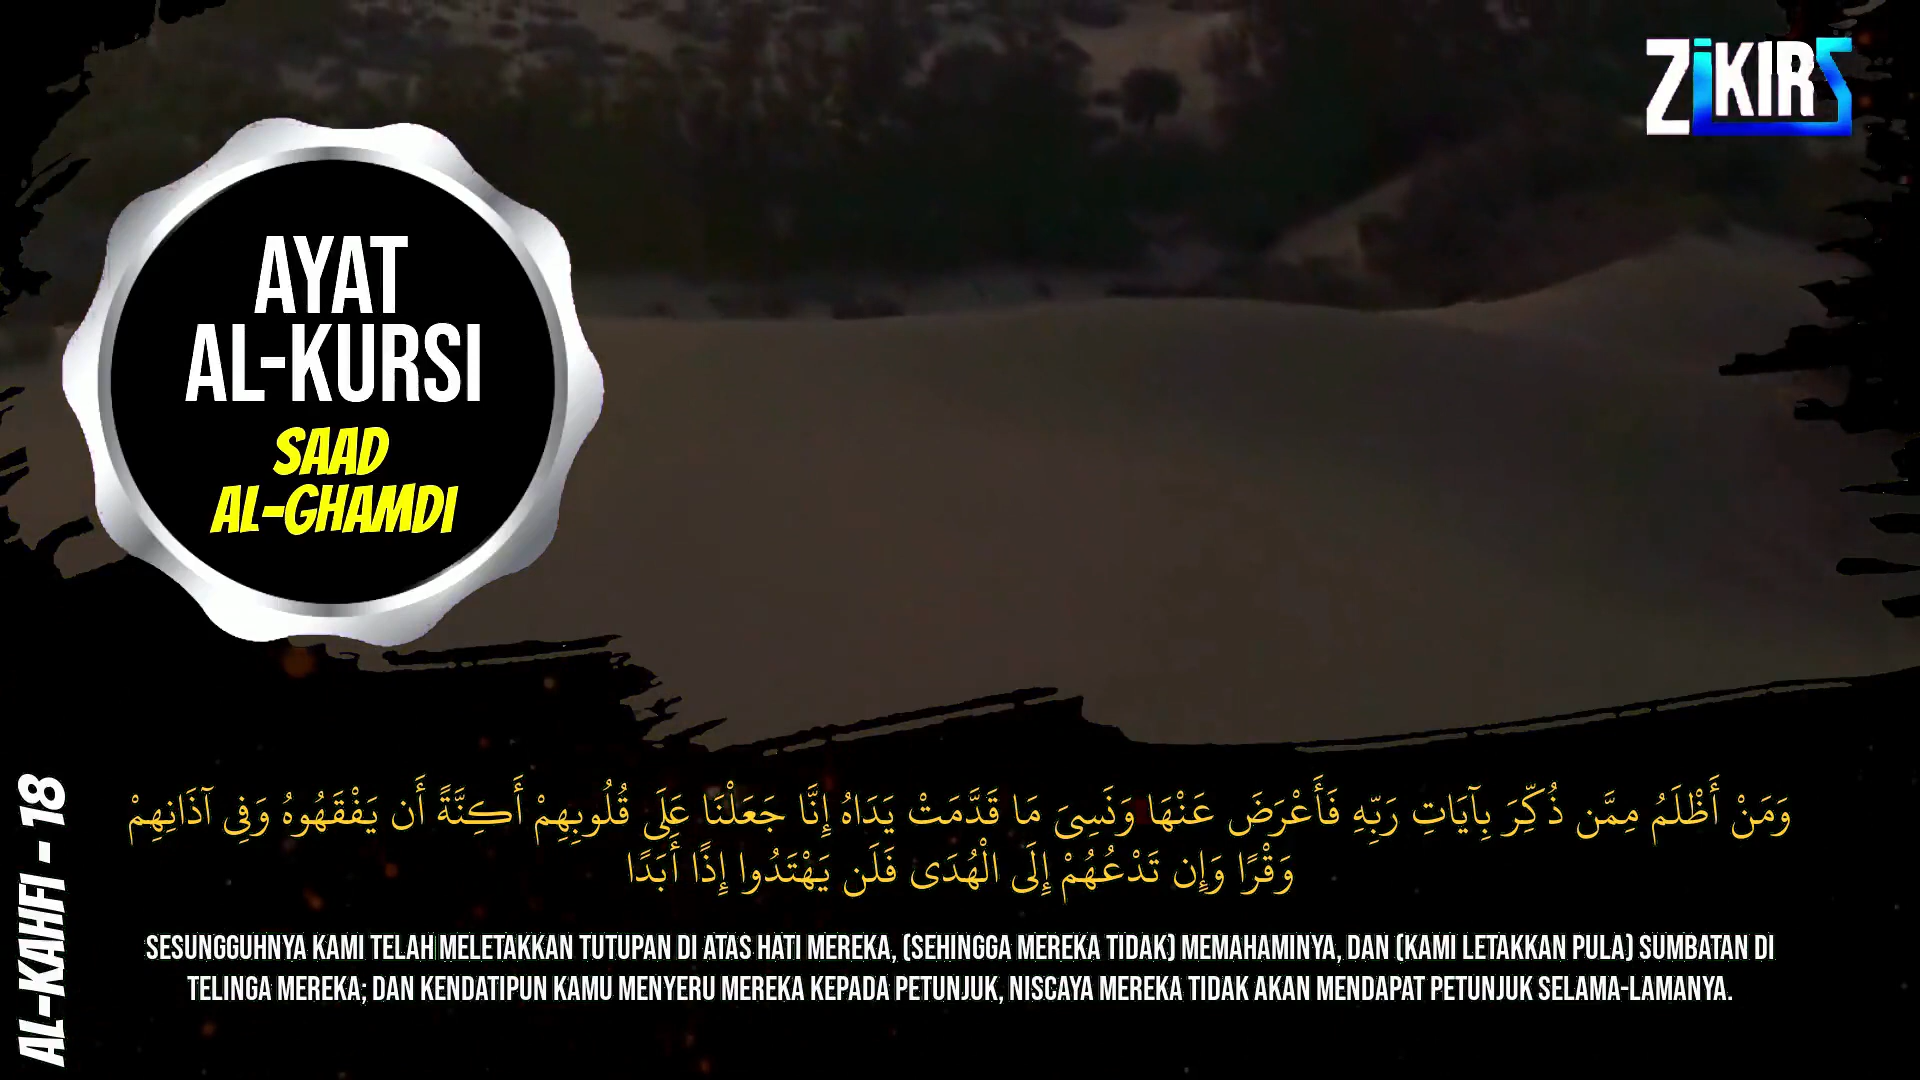 ZIKIRS
AYAT
AL-KURSI
SAAD
AL-GHAMDI
AL-KAHFI - 18
وَمَنْ أَظْلَمُ مِمَّن ذُكِّرَ بِآيَاتِ رَبِّهِ فَأَعْرَضَ عَنْهَا وَنَسِىَ مَا قَدَّمَتْ يَدَاهُ إِنَّا جَعَلْنَا عَلَى قُلُوبِهِمْ أَكِنَّةً أَن يَفْقَهُوهُ وَفِى آذَانِهِمْ
وَقْرًا وَإِن تَدْعُهُمْ إِلَى الْهُدَى فَلَن يَهْتَدُوا إِذًا أَبَدًا
SESUNGGUHNYA KAMI TELAH MELETAKKAN TUTUPAN DI ATAS HATI MEREKA, (SEHINGGA MEREKA TIDAK) MEMAHAMINYA, DAN (KAMI LETAKKAN PULA) SUMBATAN DI
TELINGA MEREKA; DAN KENDATIPUN KAMU MENYERU MEREKA KEPADA PETUNJUK, NISCAYA MEREKA TIDAK AKAN MENDAPAT PETUNJUK SELAMA-LAMANYA.